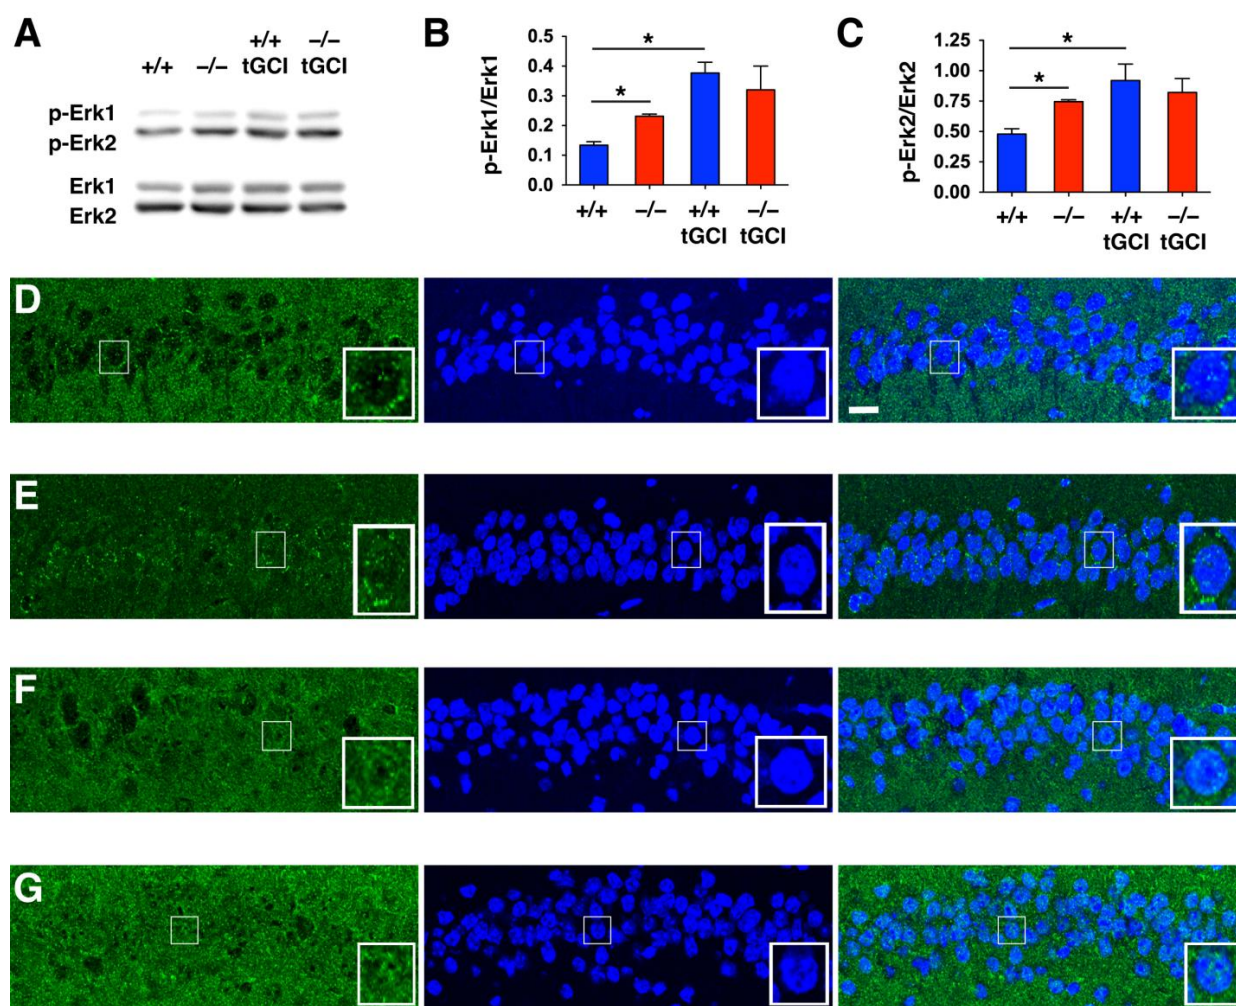 A
+/+ –/– +/+ tGCI –/– tGCI
p-Erk1
p-Erk2
Erk1
Erk2
B
p-Erk1/Erk1
0.5
0.4
0.3
0.2
0.1
0.0
*
*
+/+ –/– +/+ –/–
tGCI tGCI
C
p-Erk2/Erk2
1.25
1.00
0.75
0.50
0.25
0.00
*
*
+/+ –/– +/+ –/–
tGCI tGCI
D
E
F
G